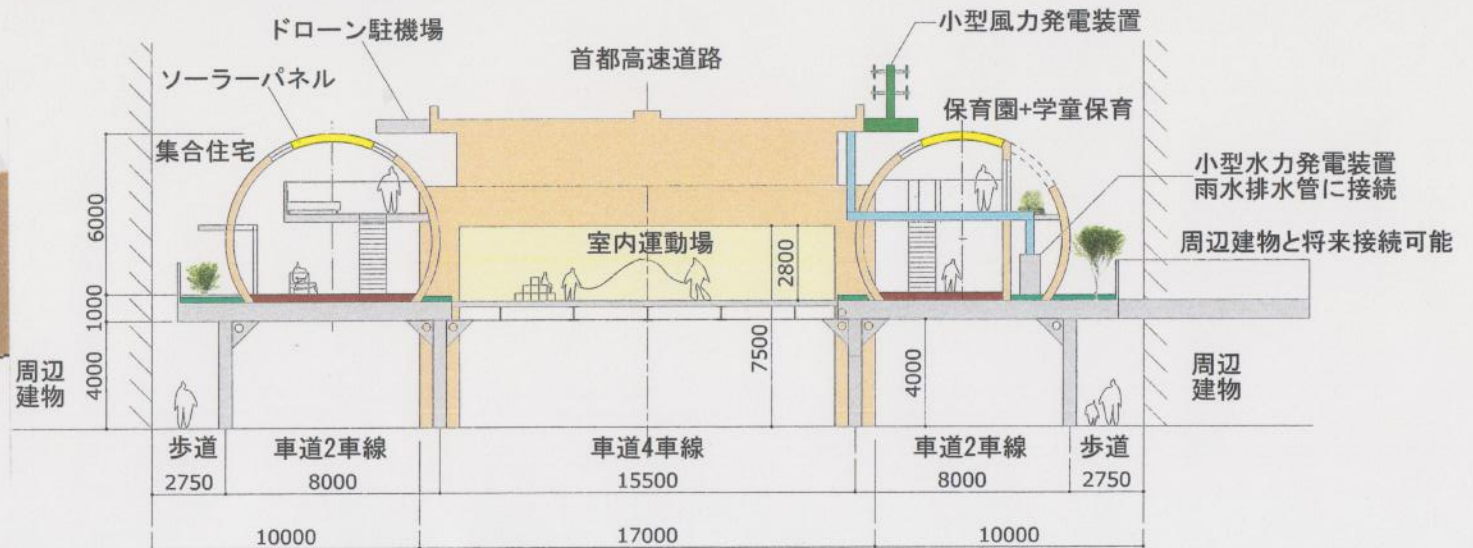 ドローン駐機場
首都高速道路
小型風力発電装置
ソーラーパネル
保育園+学童保育
集合住宅
小型水力発電装置
雨水排水管に接続
周辺建物と将来接続可能
室内運動場
2800
6000
1000
4000
7500
4000
周辺
建物
周辺
建物
歩道
車道2車線
車道4車線
車道2車線
歩道
2750
8000
15500
8000
2750
10000
17000
10000